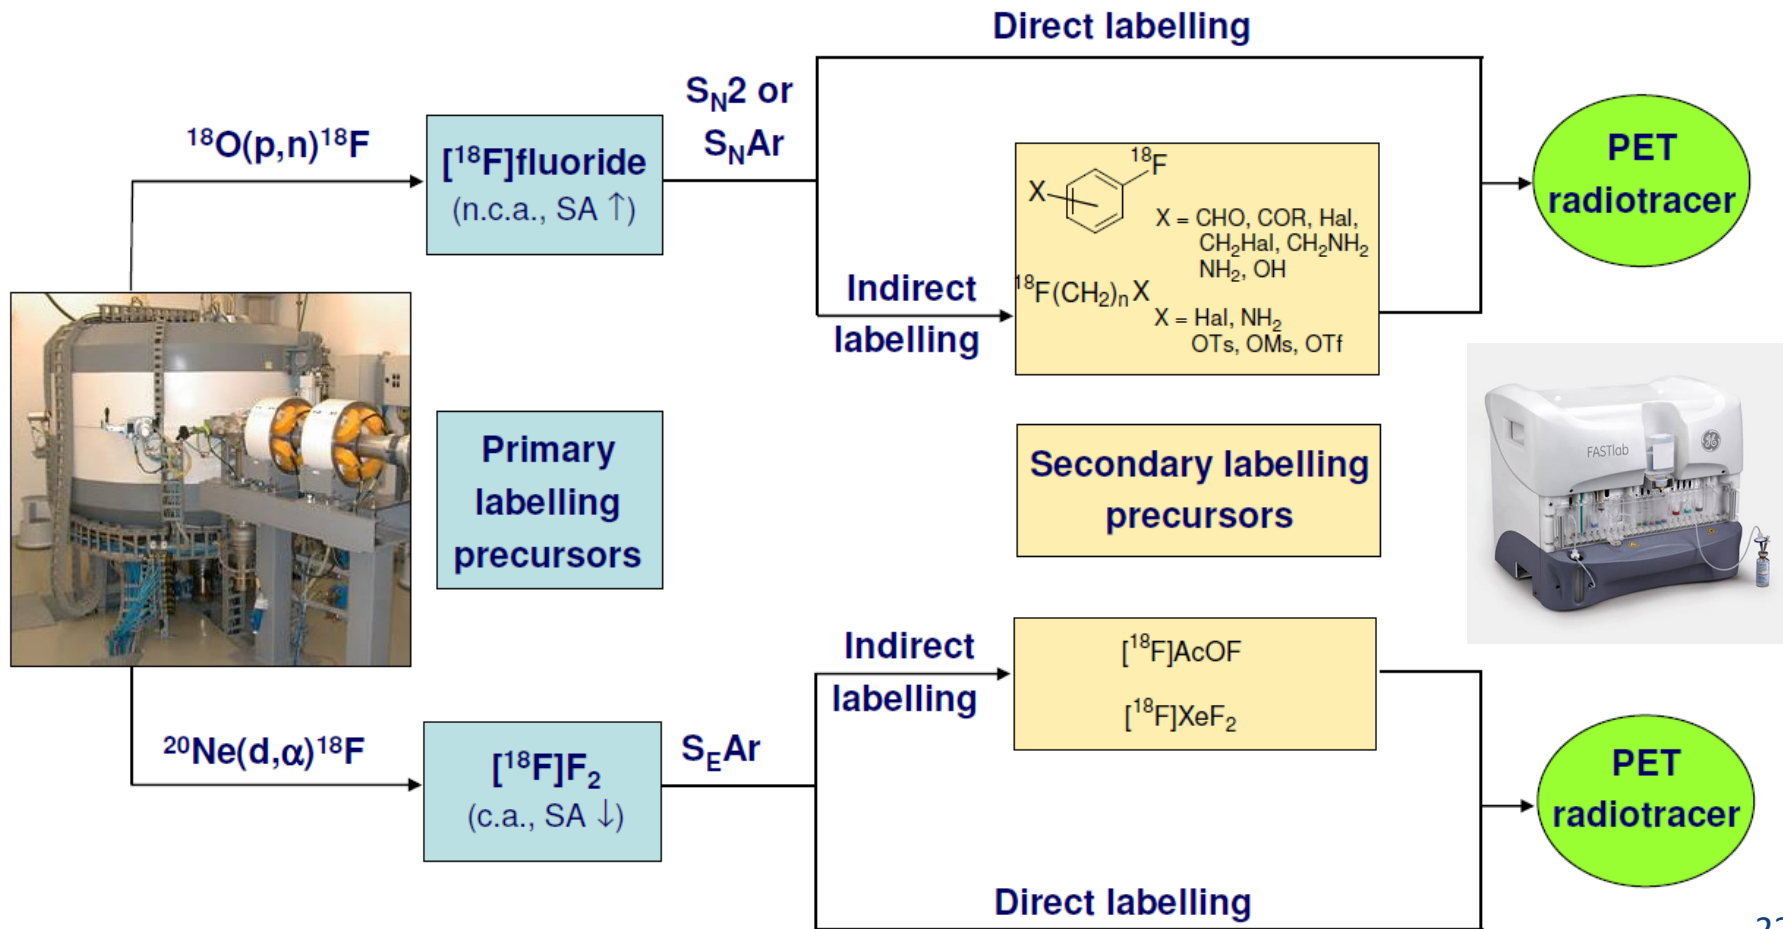 Direct labelling
S_N2 or
S_NAr
¹⁸O(p,n)¹⁸F
[¹⁸F]fluoride
(n.c.a., SA ↑)
PET
radiotracer
¹⁸F
X
X = CHO, COR, Hal,
CH₂Hal, CH₂NH₂
NH₂, OH
Indirect
labelling
¹⁸F(CH₂)ₙX
X = Hal, NH₂
OTs, OMs, OTf
Primary
labelling
precursors
Secondary labelling
precursors
FASTlab
GE
Indirect
labelling
[¹⁸F]AcOF
[¹⁸F]XeF₂
²⁰Ne(d,α)¹⁸F
[¹⁸F]F₂
(c.a., SA ↓)
S_EAr
PET
radiotracer
Direct labelling